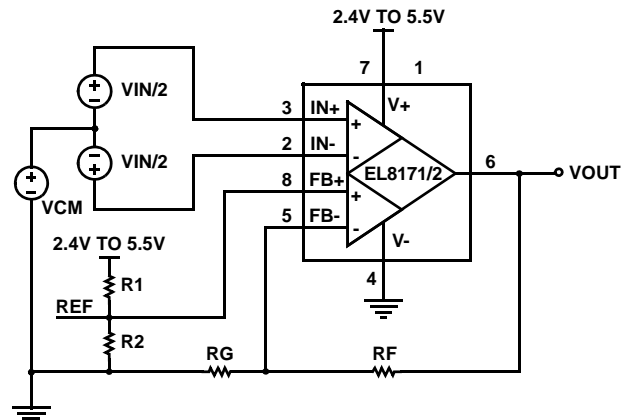 2.4V TO 5.5V
7 1
VIN/2
3 IN+ V+
+
-
+
2 IN- -
VIN/2
EL8171/2
6 VOUT
8 FB+ +
+
-
VCM
5 FB- -
2.4V TO 5.5V
V-
R1
4
REF
R2
RG RF